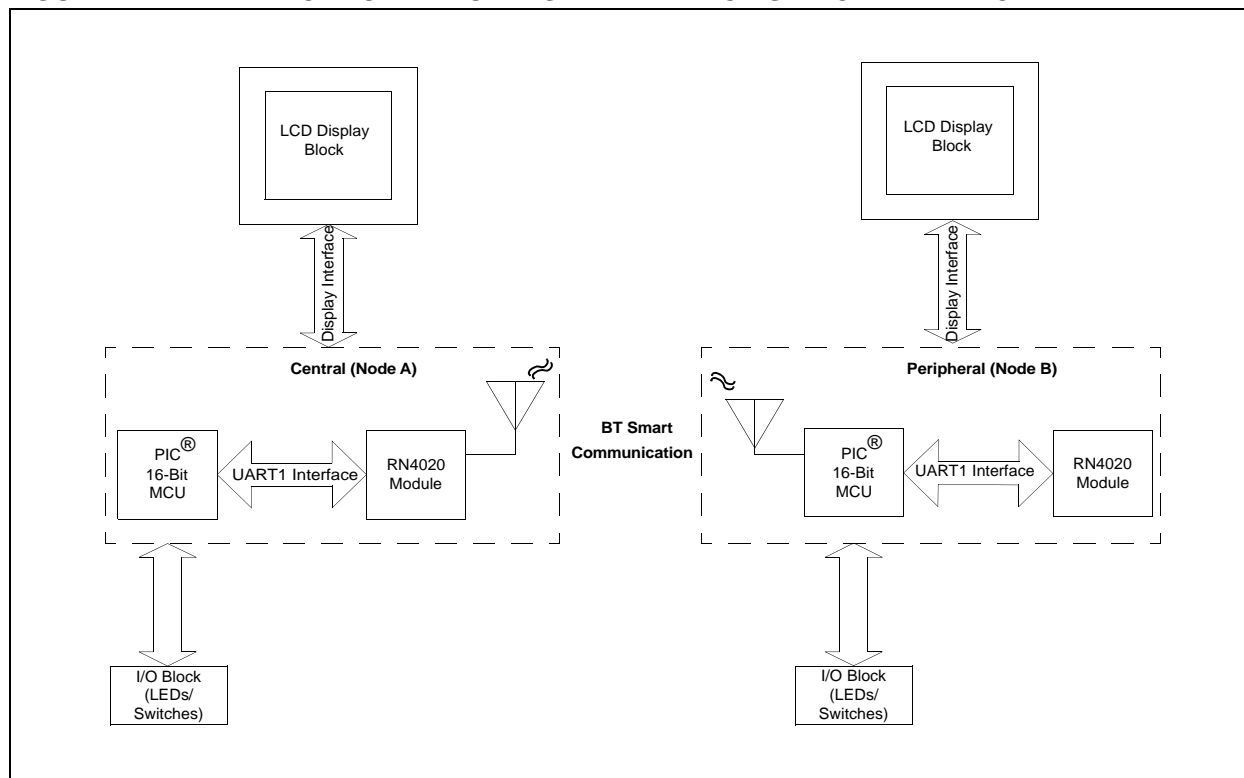 LCD Display
Block
LCD Display
Block
Display Interface
Display Interface
Central (Node A)
Peripheral (Node B)
PIC®
16-Bit
MCU
UART1 Interface
RN4020
Module
BT Smart
Communication
PIC®
16-Bit
MCU
UART1 Interface
RN4020
Module
I/O Block
(LEDs/
Switches)
I/O Block
(LEDs/
Switches)